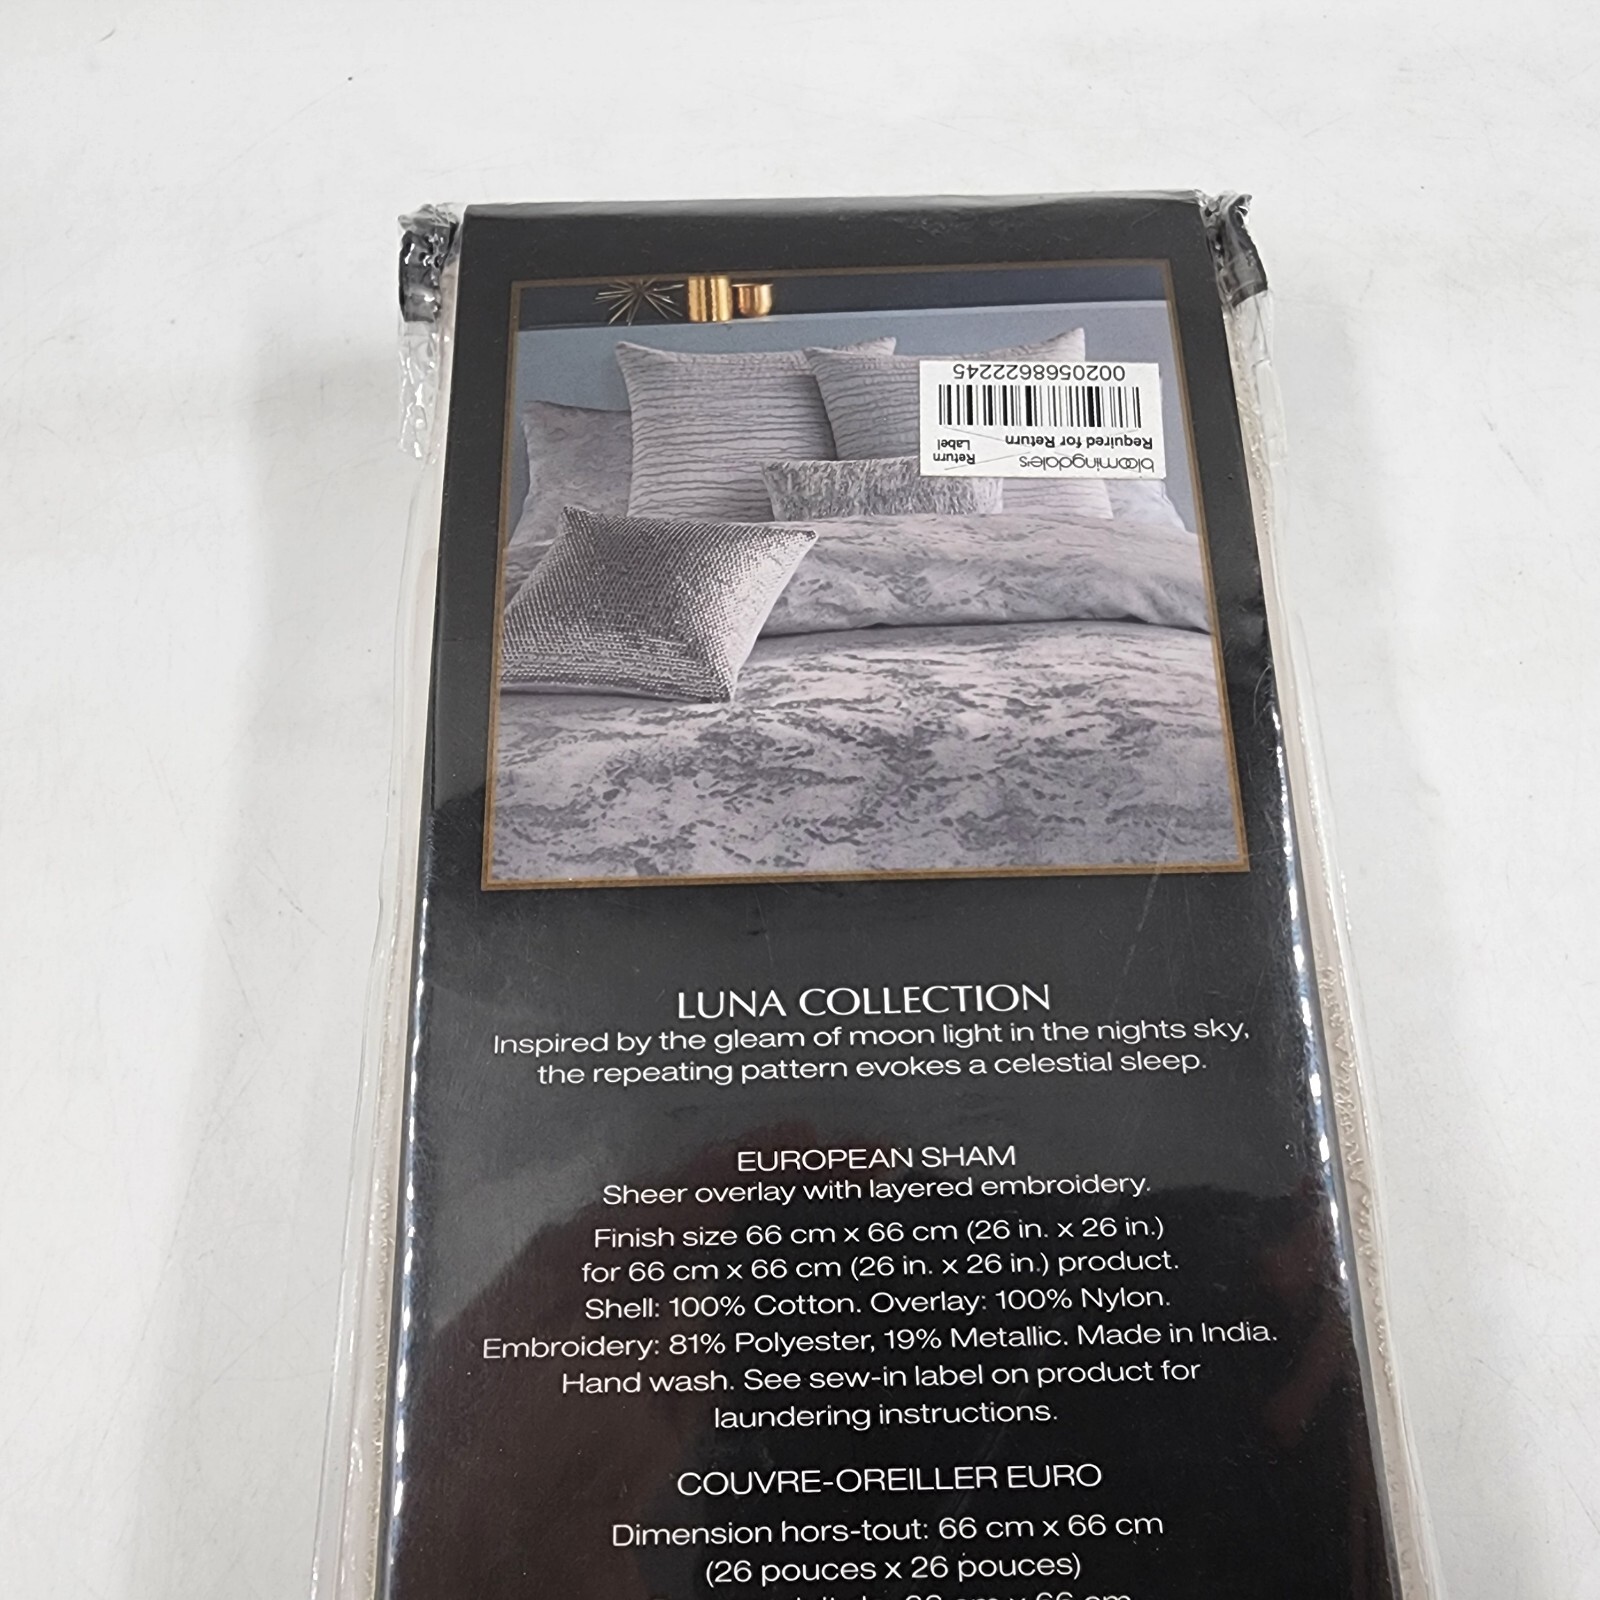 0020568622245
Required for Return
Return
Label
bloomingdale's
LUNA COLLECTION
Inspired by the gleam of moon light in the nights sky,
the repeating pattern evokes a celestial sleep.
EUROPEAN SHAM
Sheer overlay with layered embroidery.
Finish size 66 cm x 66 cm (26 in. x 26 in.)
for 66 cm x 66 cm (26 in. x 26 in.) product.
Shell: 100% Cotton. Overlay: 100% Nylon.
Embroidery: 81% Polyester, 19% Metallic. Made in India.
Hand wash. See sew-in label on product for
laundering instructions.
COUVRE-OREILLER EURO
Dimension hors-tout: 66 cm x 66 cm
(26 pouces x 26 pouces)
66 cm x 66 cm